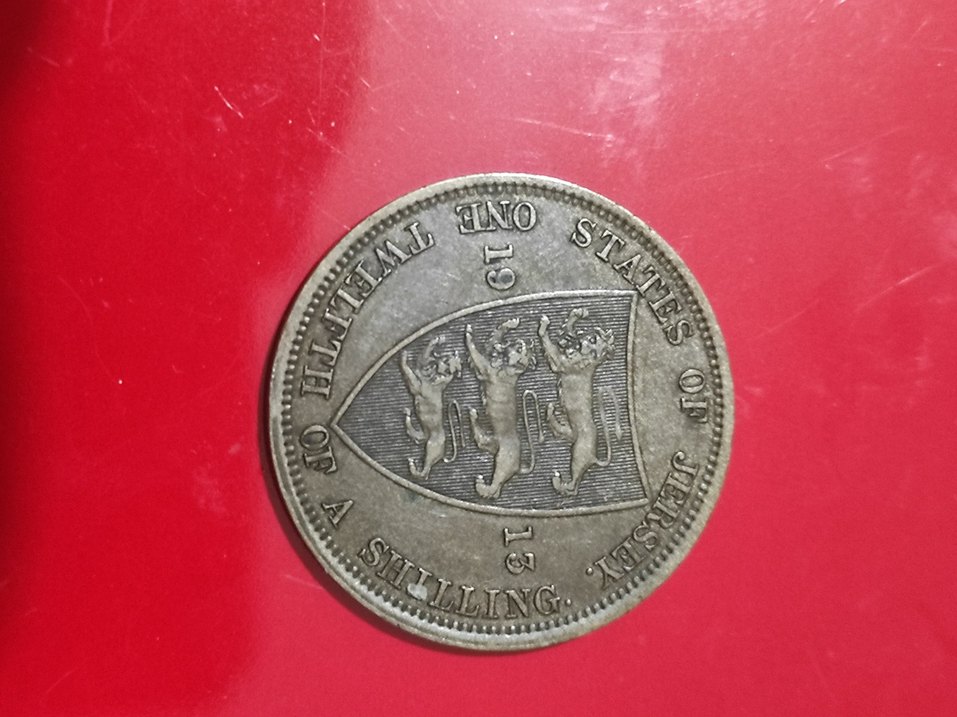 STATES OF JERSEY.
19 13
ONE TWELFTH OF A SHILLING.